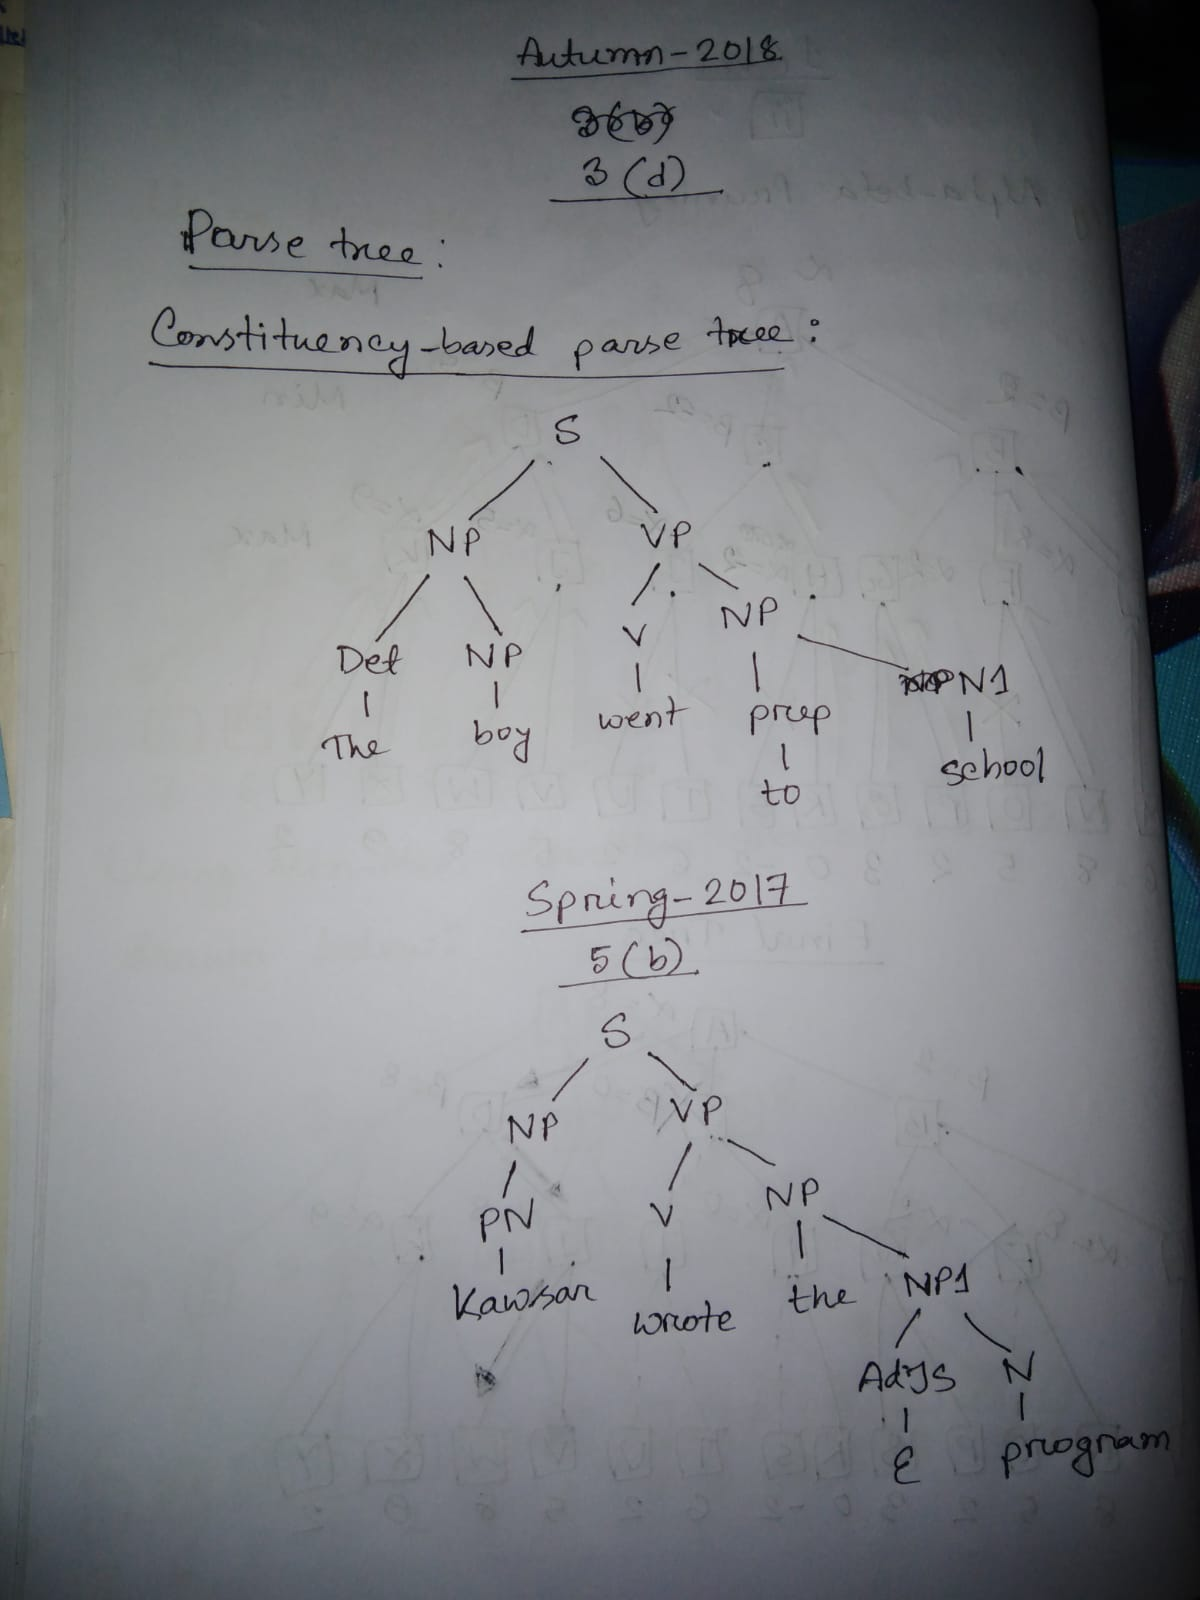 Autumn-2018
3(d)
Parse tree:
Constituency-based parse tree:
S
NP VP
Det NP V NP
The boy went prep N1
to school
Spring-2017
5(b)
S
NP VP
PN V NP
Kawsar wrote the NP1
AdJS N
ε program